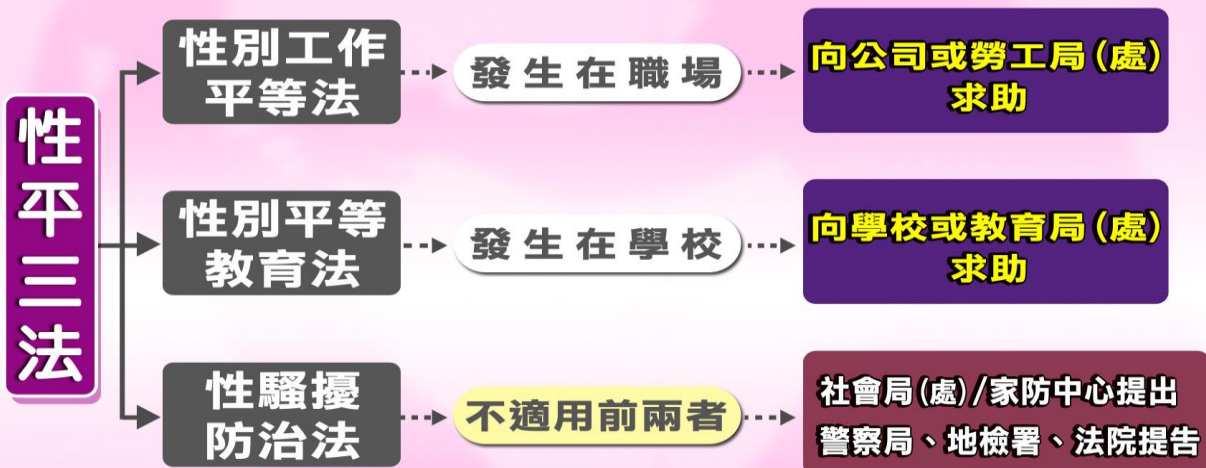 性平三法
性別工作
平等法
發生在職場
向公司或勞工局(處)
求助
性別平等
教育法
發生在學校
向學校或教育局(處)
求助
性騷擾
防治法
不適用前兩者
社會局(處)/家防中心提出
警察局、地檢署、法院提告